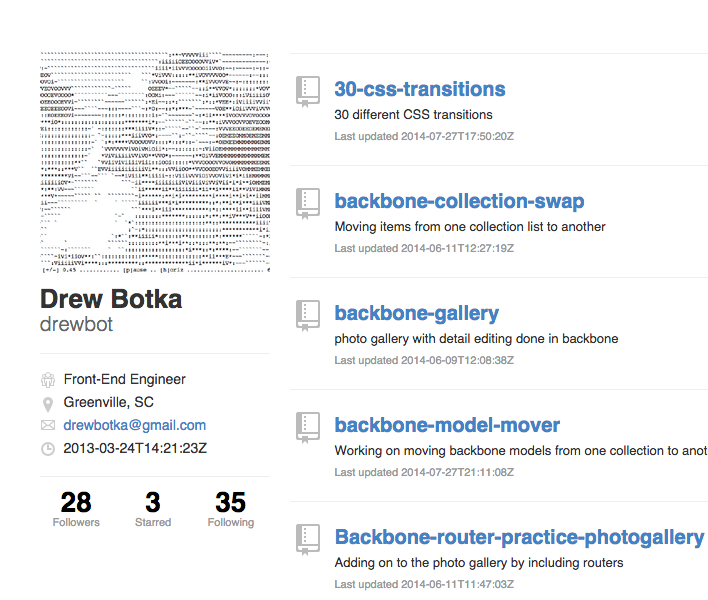 [+/-] 0.45 ............ [p]ause .. [h]oriz
Drew Botka
drewbot
Front-End Engineer
Greenville, SC
drewbotka@gmail.com
2013-03-24T14:21:23Z
28
Followers
3
Starred
35
Following
30-css-transitions
30 different CSS transitions
Last updated 2014-07-27T17:50:20Z
backbone-collection-swap
Moving items from one collection list to another
Last updated 2014-06-11T12:27:19Z
backbone-gallery
photo gallery with detail editing done in backbone
Last updated 2014-06-09T12:08:38Z
backbone-model-mover
Working on moving backbone models from one collection to anot
Last updated 2014-07-27T21:11:08Z
Backbone-router-practice-photogallery
Adding on to the photo gallery by including routers
Last updated 2014-06-11T11:47:03Z